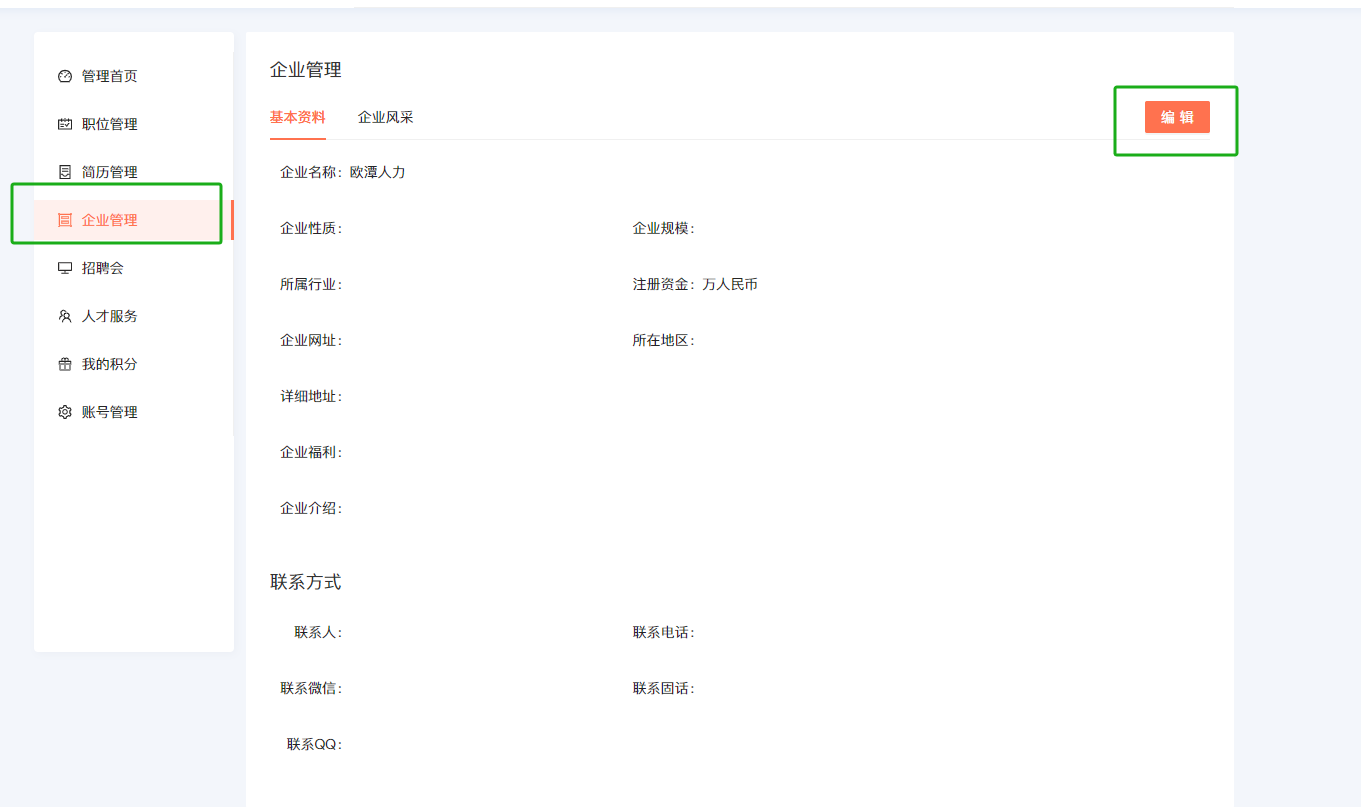 管理首页
职位管理
简历管理
企业管理
招聘会
人才服务
我的积分
账号管理
企业管理
基本资料 企业风采
编 辑
企业名称：欧潭人力
企业性质： 企业规模：
所属行业： 注册资金：万人民币
企业网址： 所在地区：
详细地址：
企业福利：
企业介绍：
联系方式
联系人： 联系电话：
联系微信： 联系固话：
联系QQ：